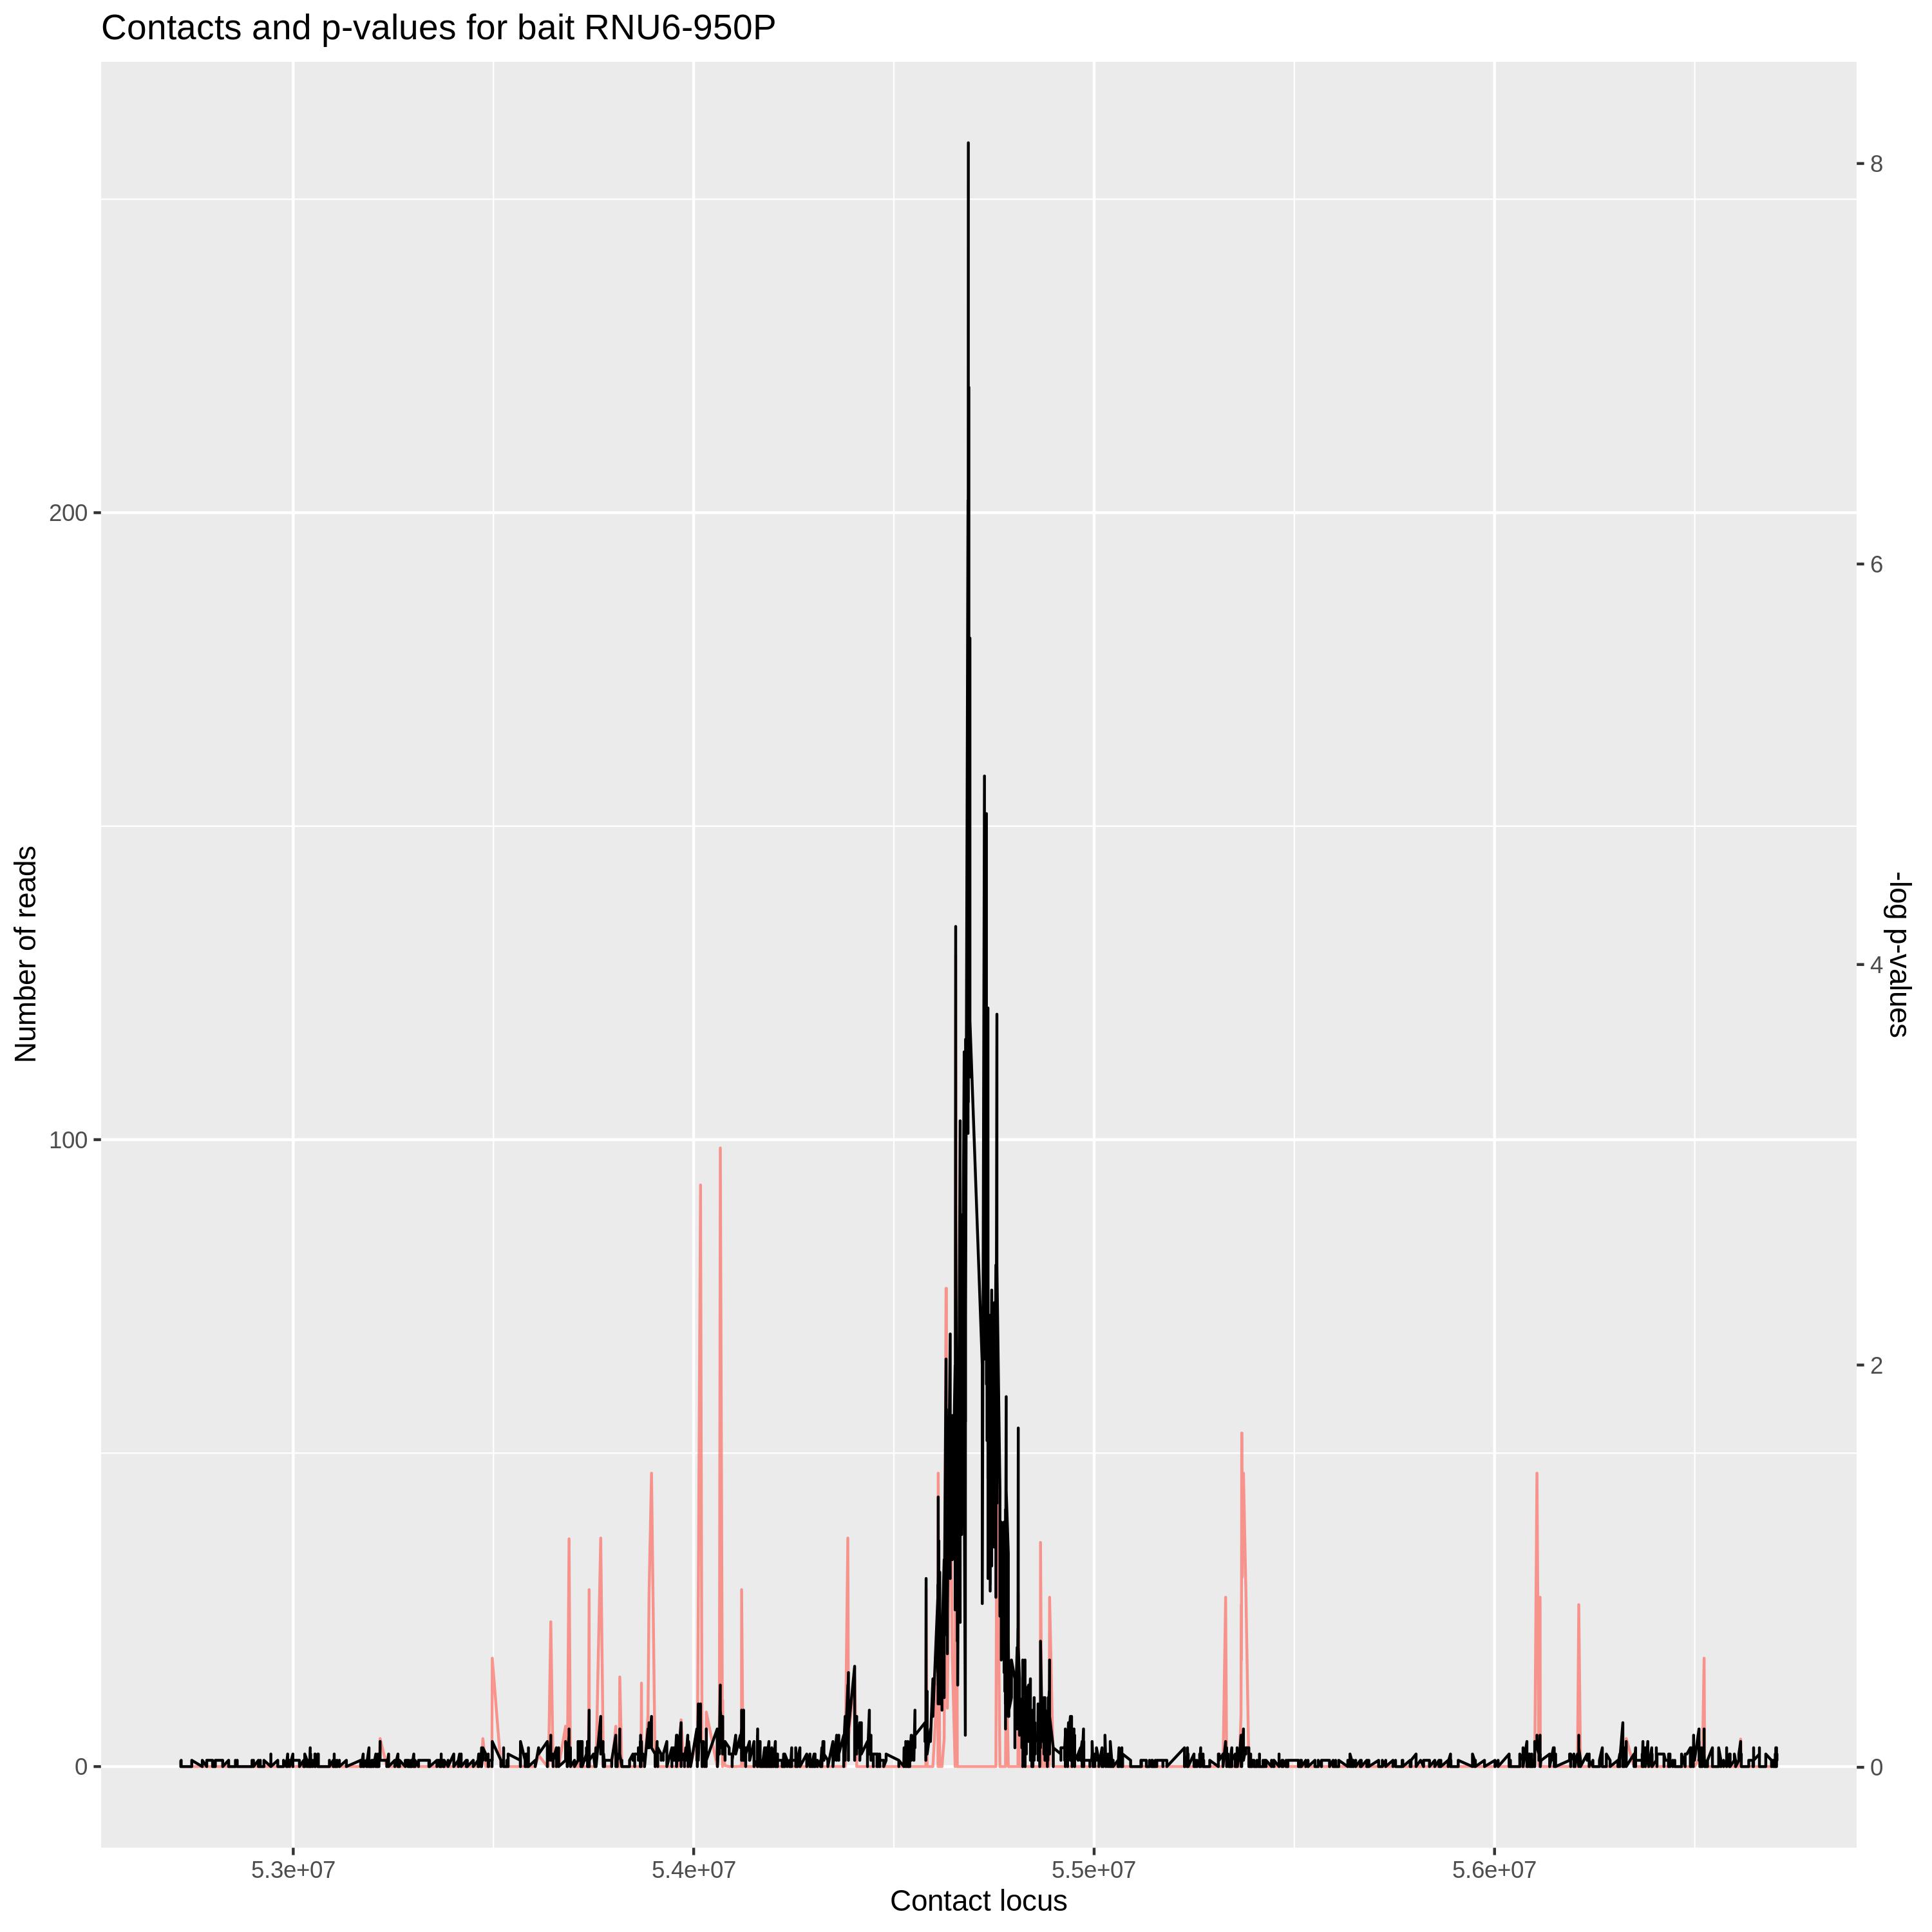 Contacts and p-values for bait RNU6-950P
Number of reads
200
100
0
8
6
4
2
0
-log p-values
5.3e+07
5.4e+07
5.5e+07
5.6e+07
Contact locus